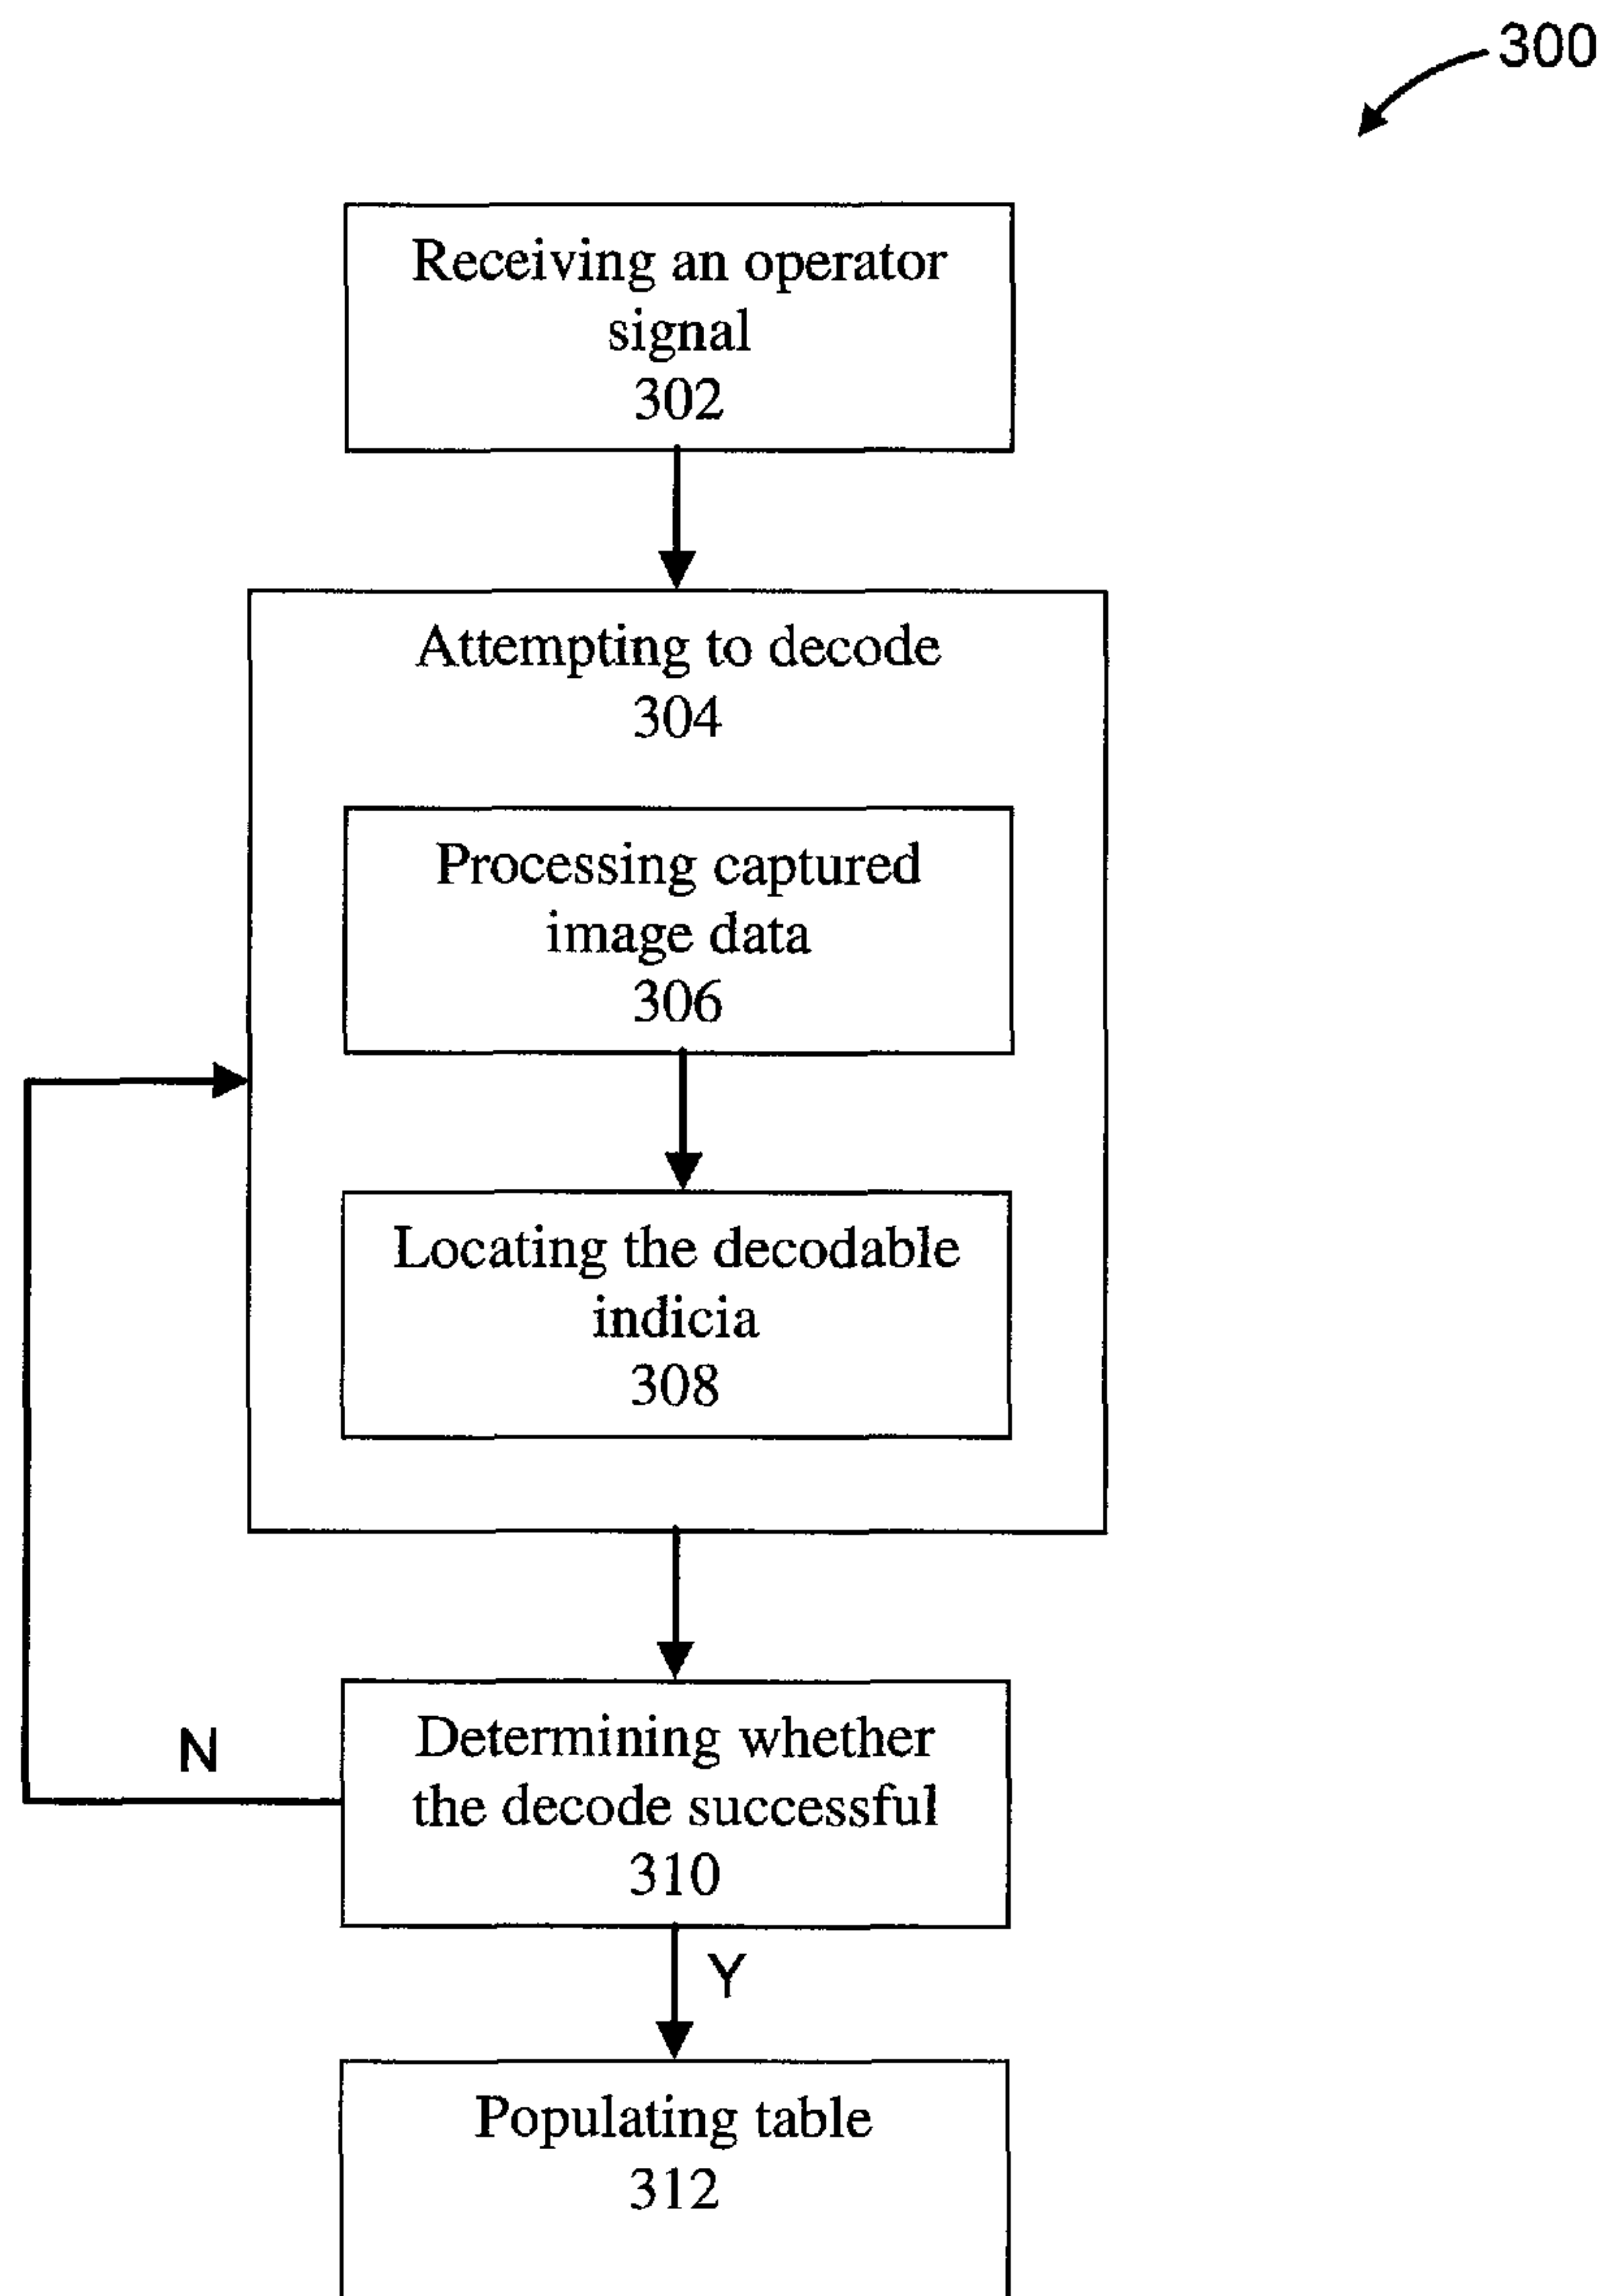 300
Receiving an operator
signal
302
Attempting to decode
304
Processing captured
image data
306
Locating the decodable
indicia
308
Determining whether
the decode successful
310
N
Y
Populating table
312